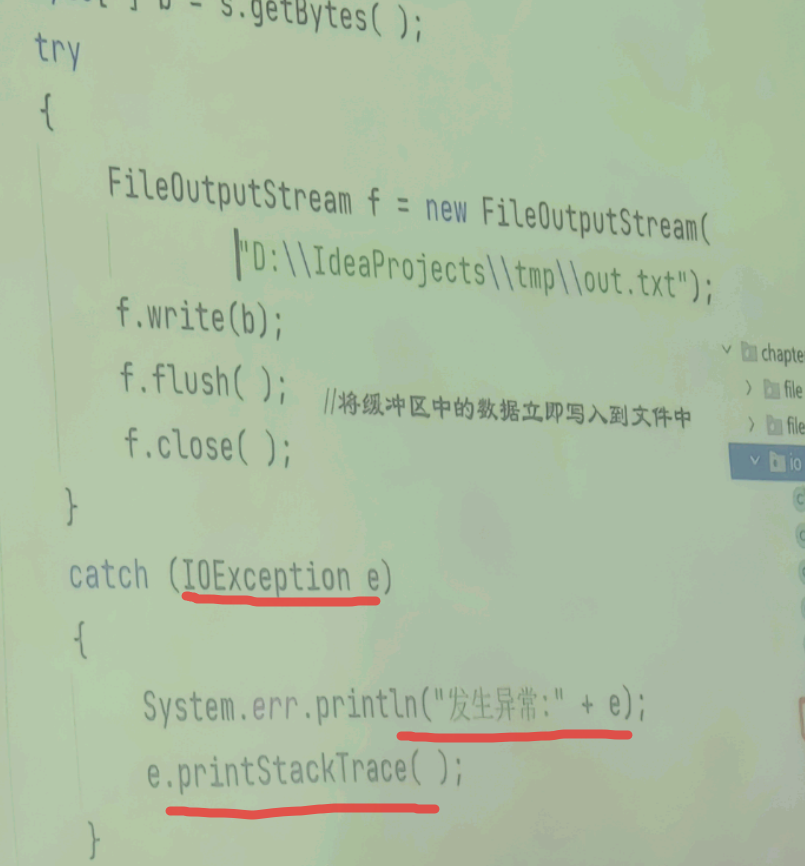 b = s.getBytes( );
try
{
FileOutputStream f = new FileOutputStream(
"D:\\IdeaProjects\\tmp\\out.txt");
f.write(b);
f.flush( ); //将缓冲区中的数据立即写入到文件中
f.close( );
}
catch (IOException e)
{
System.err.println("发生异常:" + e);
e.printStackTrace( );
}
chapte
file
file
io